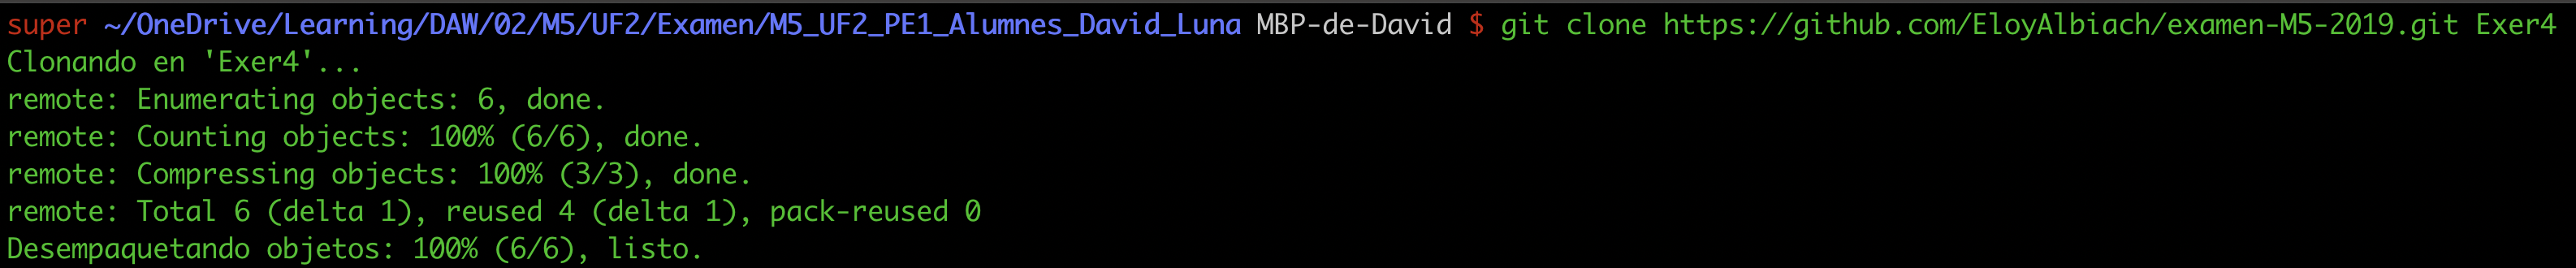 super ~/OneDrive/Learning/DAW/02/M5/UF2/Examen/M5_UF2_PE1_Alumnes_David_Luna MBP-de-David $ git clone https://github.com/EloyAlbiach/examen-M5-2019.git Exer4
Clonando en 'Exer4'...
remote: Enumerating objects: 6, done.
remote: Counting objects: 100% (6/6), done.
remote: Compressing objects: 100% (3/3), done.
remote: Total 6 (delta 1), reused 4 (delta 1), pack-reused 0
Desempaquetando objetos: 100% (6/6), listo.